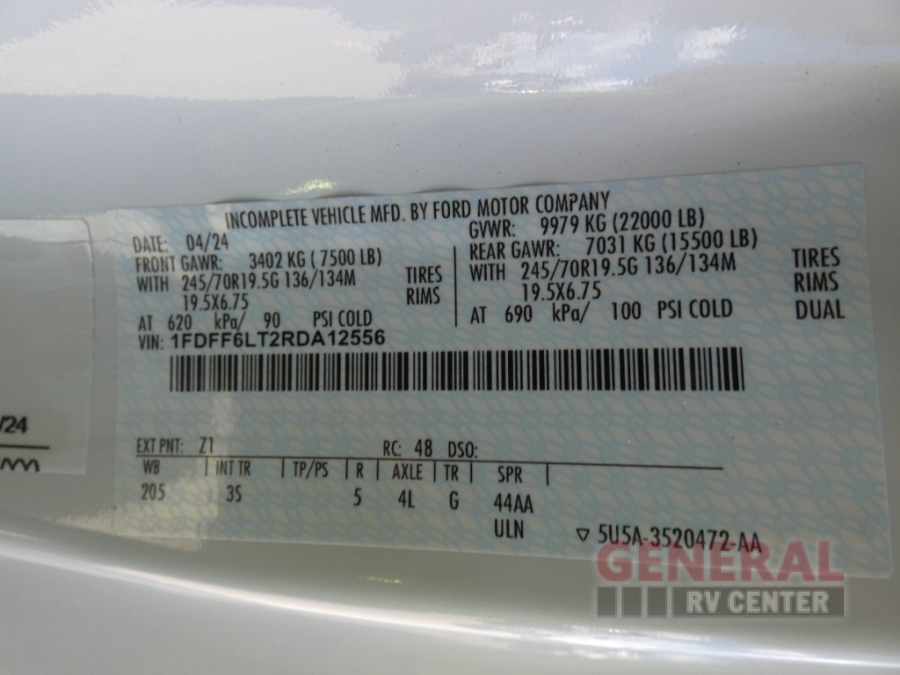 INCOMPLETE VEHICLE MFD. BY FORD MOTOR COMPANY
DATE: 04/24 GVWR: 9979 KG (22000 LB)
FRONT GAWR: 3402 KG ( 7500 LB) REAR GAWR: 7031 KG (15500 LB)
WITH 245/70R19.5G 136/134M TIRES WITH 245/70R19.5G 136/134M TIRES
19.5X6.75 RIMS 19.5X6.75 RIMS
AT 620 kPa/ 90 PSI COLD AT 690 kPa/ 100 PSI COLD DUAL
VIN: 1FDFF6LT2RDA12556
EXT PNT: Z1 RC: 48 DSO:
WB INT TR TP/PS R AXLE TR SPR
205 3S 5 4L G 44AA
ULN
5U5A-3520472-AA
/24
GENERAL
RV CENTER